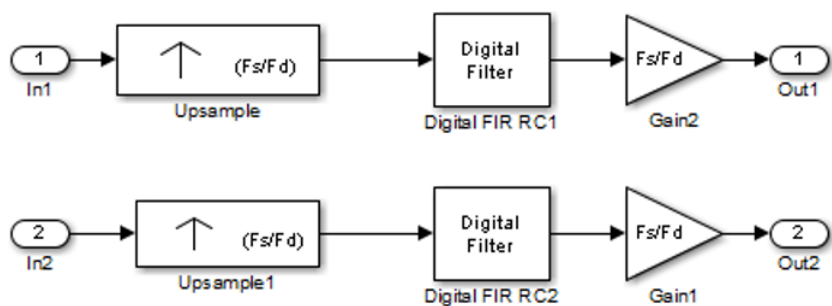 1
In1
(Fs/Fd)
Upsample
Digital
Filter
Digital FIR RC1
Fs/Fd
Gain2
1
Out1
2
In2
(Fs/Fd)
Upsample1
Digital
Filter
Digital FIR RC2
Fs/Fd
Gain1
2
Out2